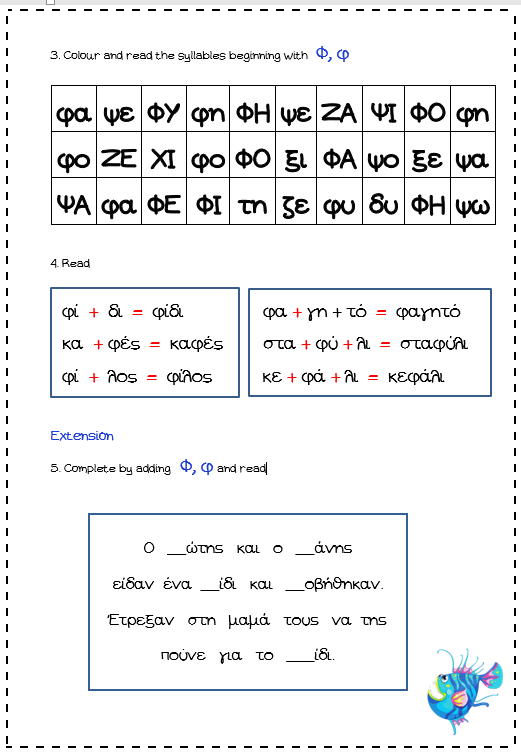 3. Colour and read the syllables beginning with Φ, φ
φα ψε ΦΥ φη ΦΗ ψε ΖΑ ΨΙ ΦΟ φη
φο ΖΕ ΧΙ φο ΦΟ ξι ΦΑ ψο ξε ψα
ΨΑ φα ΦΕ ΦΙ τη ζε φυ δυ ΦΗ ψω
4. Read
φί + δι = φίδι
κα + φές = καφές
φί + λος = φίλος
φα + γη + τό = φαγητό
στα + φύ + λι = σταφύλι
κε + φά + λι = κεφάλι
Extension
5. Complete by adding Φ, φ and read
Ο __ώτης και ο __άνης
είδαν ένα __ίδι και __οβήθηκαν.
Έτρεξαν στη μαμά τους να της
πούνε για το ___ίδι.